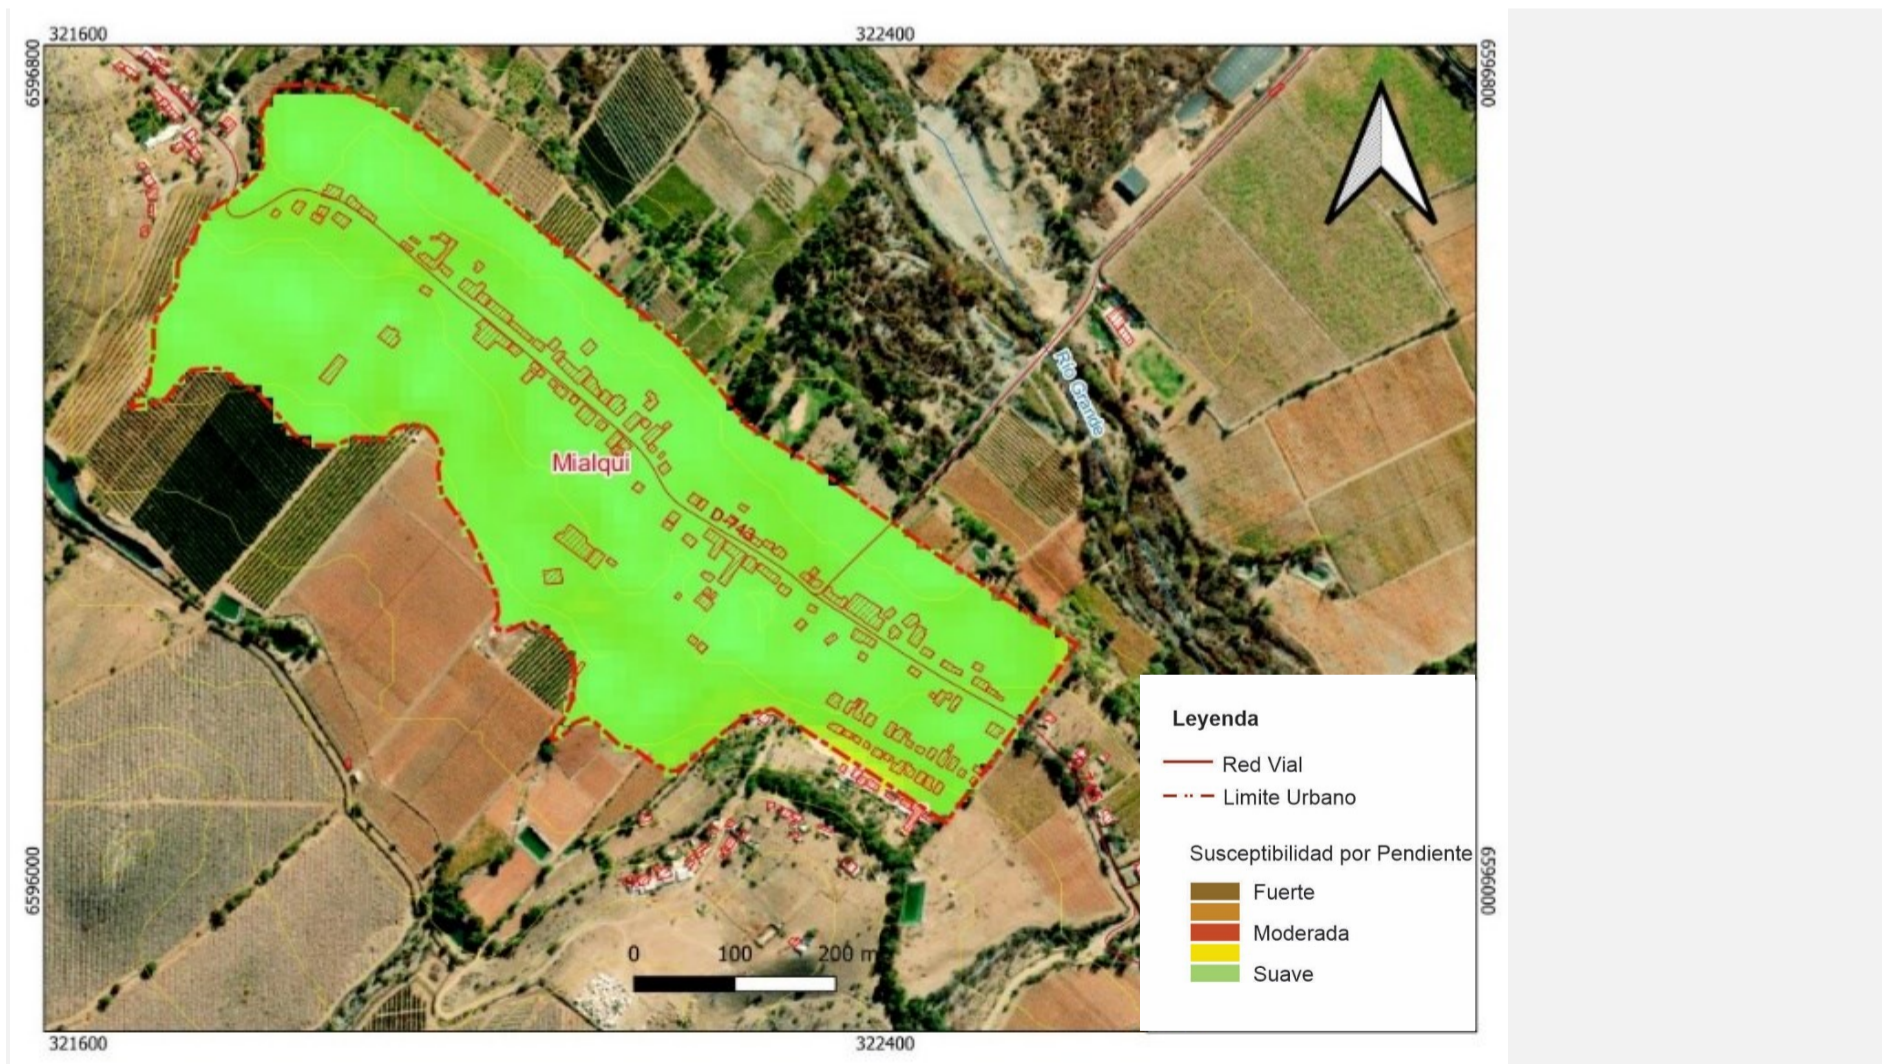 321600
322400
6596800
6596800
Río Grande
Mialqui
D-743
Leyenda
Red Vial
Limite Urbano
Susceptibilidad por Pendiente
Fuerte
Moderada
Suave
6596000
6596000
0 100 200 m
321600
322400